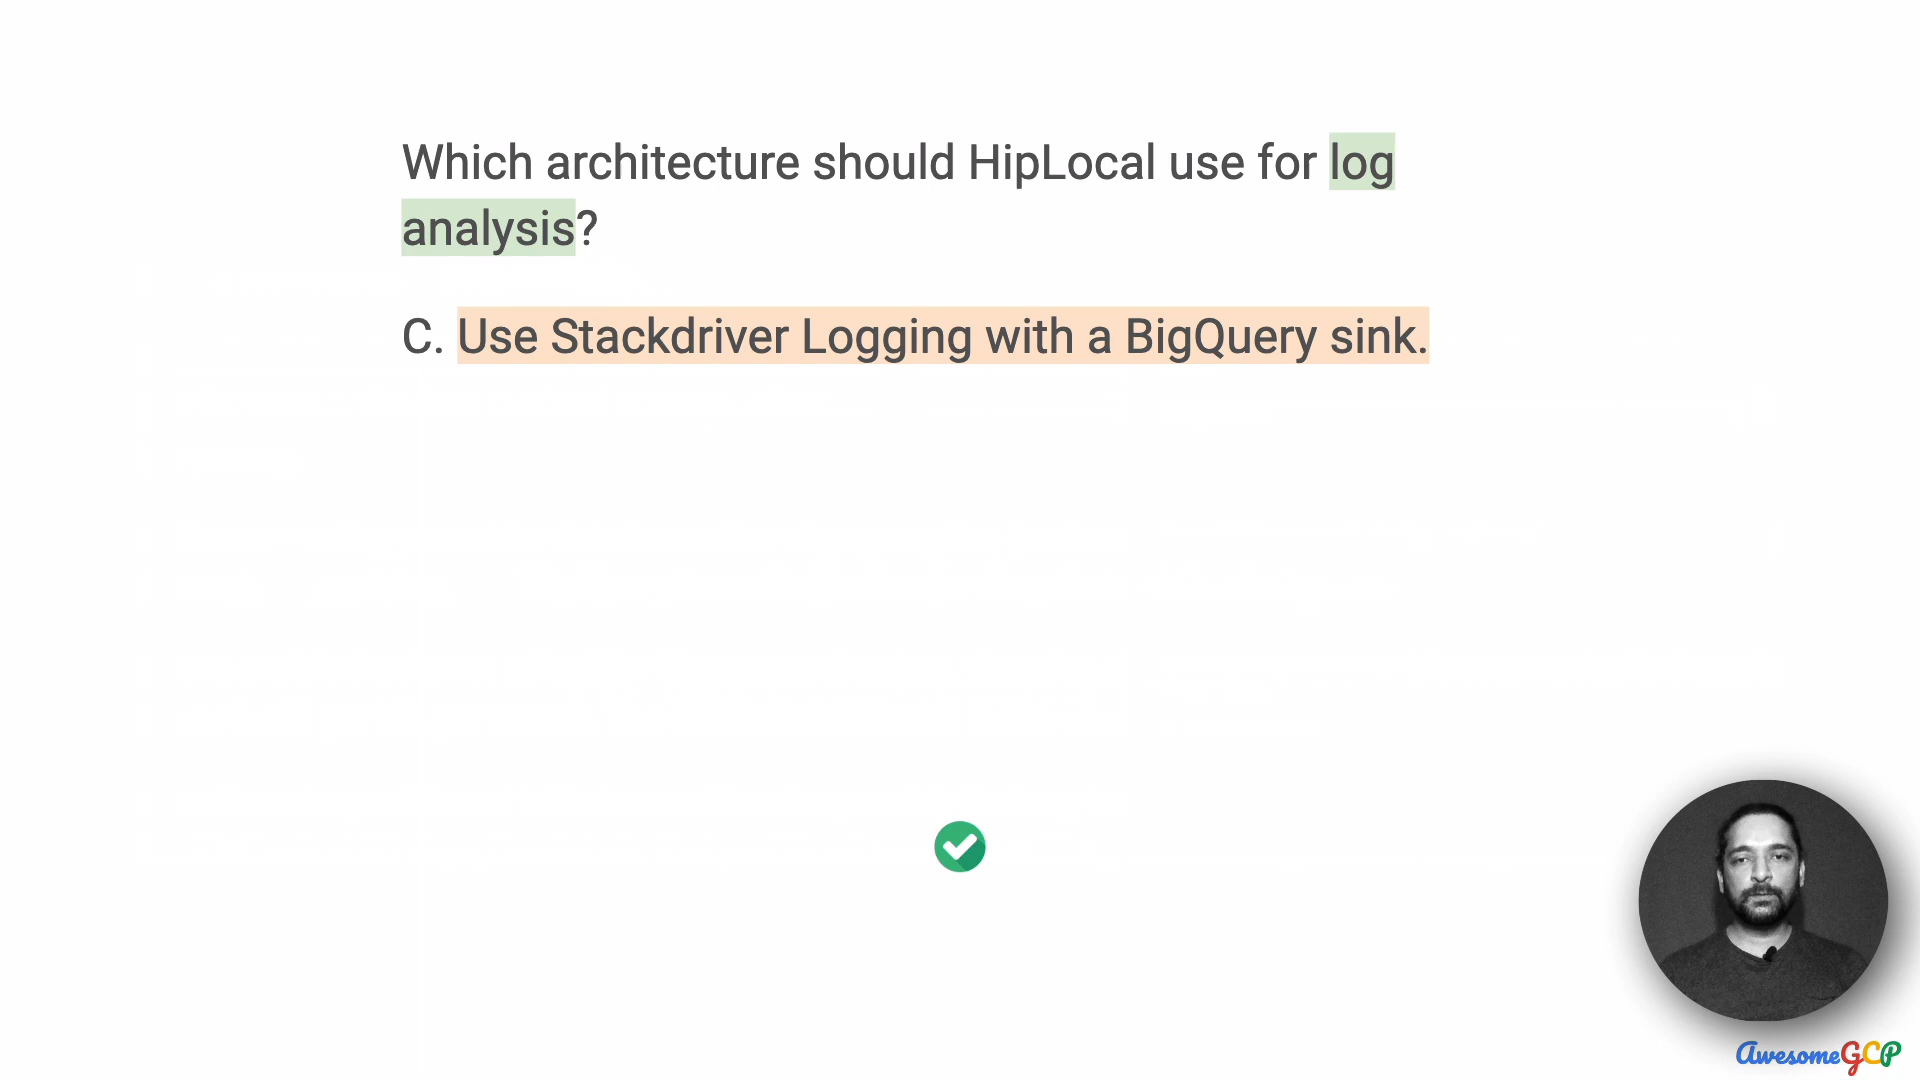 Which architecture should HipLocal use for log
analysis?
C. Use Stackdriver Logging with a BigQuery sink.
AwesomeGCP